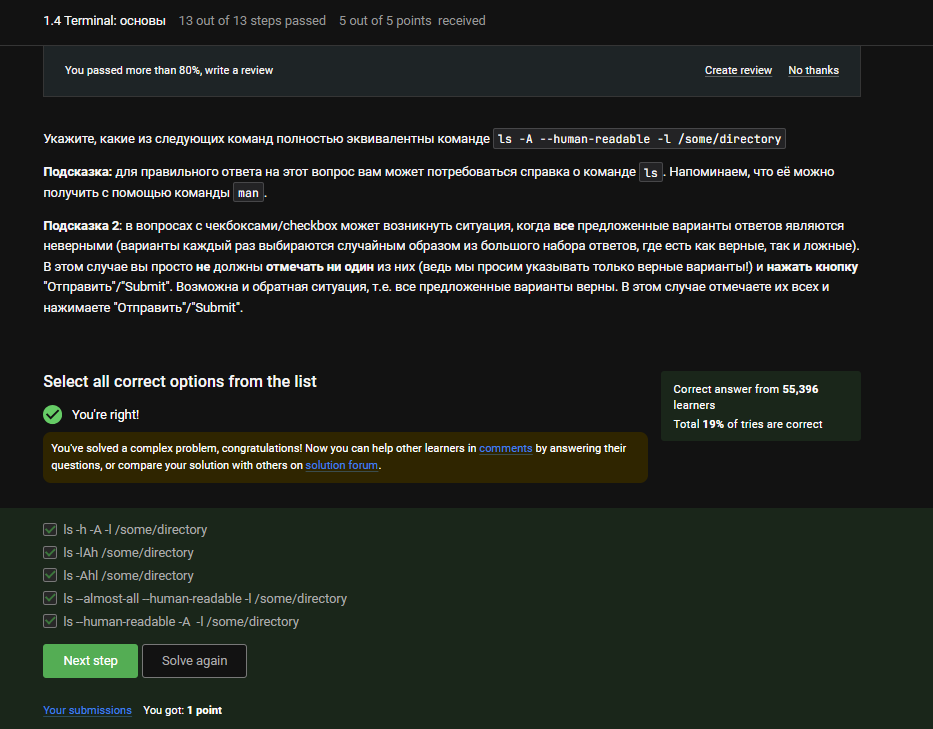 1.4 Terminal: основы 13 out of 13 steps passed 5 out of 5 points received
You passed more than 80%, write a review Create review No thanks
Укажите, какие из следующих команд полностью эквивалентны команде ls -A --human-readable -l /some/directory
Подсказка: для правильного ответа на этот вопрос вам может потребоваться справка о команде ls. Напоминаем, что её можно
получить с помощью команды man.
Подсказка 2: в вопросах с чекбоксами/checkbox может возникнуть ситуация, когда все предложенные варианты ответов являются
неверными (варианты каждый раз выбираются случайным образом из большого набора ответов, где есть как верные, так и ложные).
В этом случае вы просто не должны отмечать ни один из них (ведь мы просим указывать только верные варианты!) и нажать кнопку
"Отправить"/"Submit". Возможна и обратная ситуация, т.е. все предложенные варианты верны. В этом случае отмечаете их всех и
нажимаете "Отправить"/"Submit".
Select all correct options from the list
You're right!
You've solved a complex problem, congratulations! Now you can help other learners in comments by answering their
questions, or compare your solution with others on solution forum.
Correct answer from 55,396
learners
Total 19% of tries are correct
ls -h -A -l /some/directory
ls -lAh /some/directory
ls -Ahl /some/directory
ls --almost-all --human-readable -l /some/directory
ls --human-readable -A -l /some/directory
Next step Solve again
Your submissions You got: 1 point